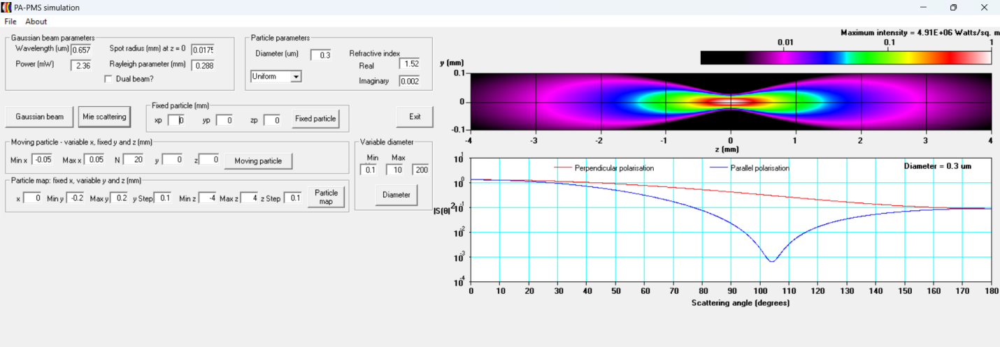 PA-PMS simulation
File About
Gaussian beam parameters
Wavelength (um) 0.657 Spot radius (mm) at z = 0 0.0175
Power (mW) 2.36 Rayleigh parameter (mm) 0.288
Dual beam?
Particle parameters
Diameter (um) 0.3 Refractive index
Real 1.52
Uniform Imaginary 0.002
Gaussian beam Mie scattering
Fixed particle (mm)
xp 0 yp 0 zp 0 Fixed particle
Exit
Moving particle - variable x, fixed y and z (mm)
Min x -0.05 Max x 0.05 N 20 y 0 z 0 Moving particle
Variable diameter
Min Max
0.1 10 200
Diameter
Particle map: fixed x, variable y and z (mm)
x 0 Min y -0.2 Max y 0.2 y Step 0.1 Min z -4 Max z 4 z Step 0.1 Particle map
Maximum intensity = 4.91E+06 Watts/sq. m
0.01 0.1 1
y (mm)
0.1
0
-0.1
-4 -3 -2 -1 0 1 2 3 4
z (mm)
Perpendicular polarisation Parallel polarisation Diameter = 0.3 um
10 1
10 0
|S(θ| 2 10 -1
10 -2
10 -3
10 -4
0 10 20 30 40 50 60 70 80 90 100 110 120 130 140 150 160 170 180
Scattering angle (degrees)